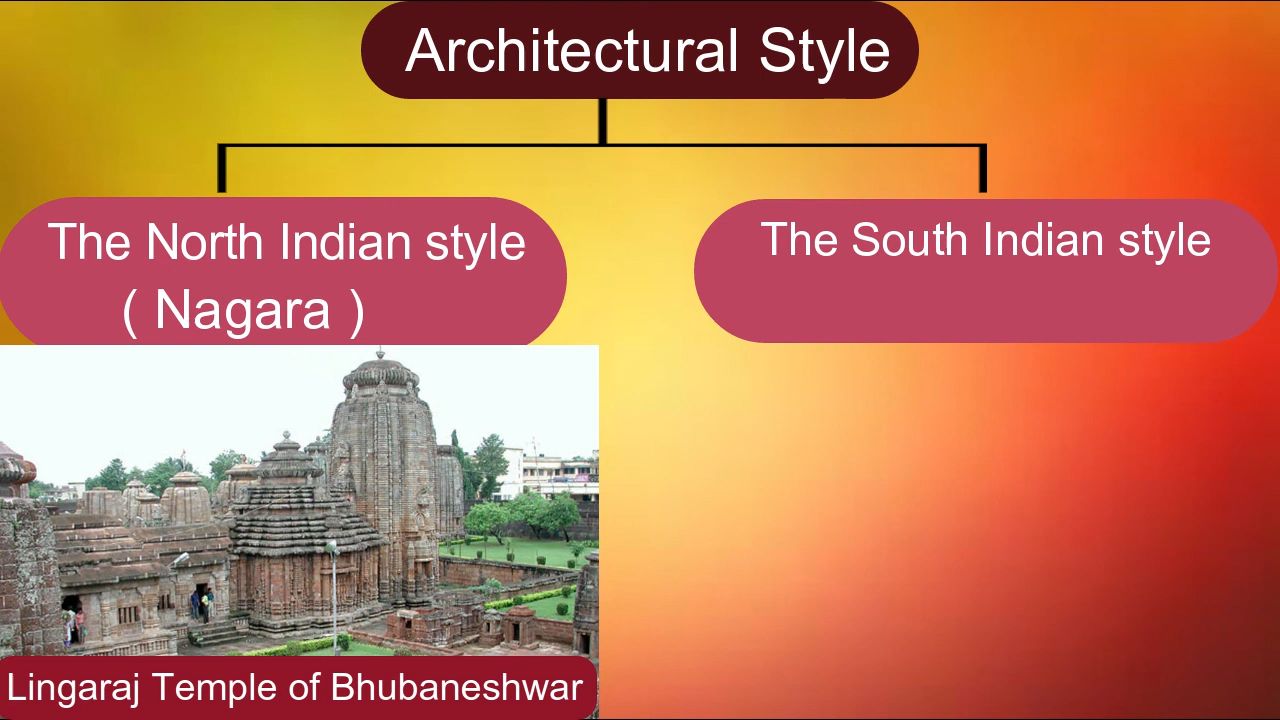 Architectural Style
The North Indian style
( Nagara )
The South Indian style
Lingaraj Temple of Bhubaneshwar